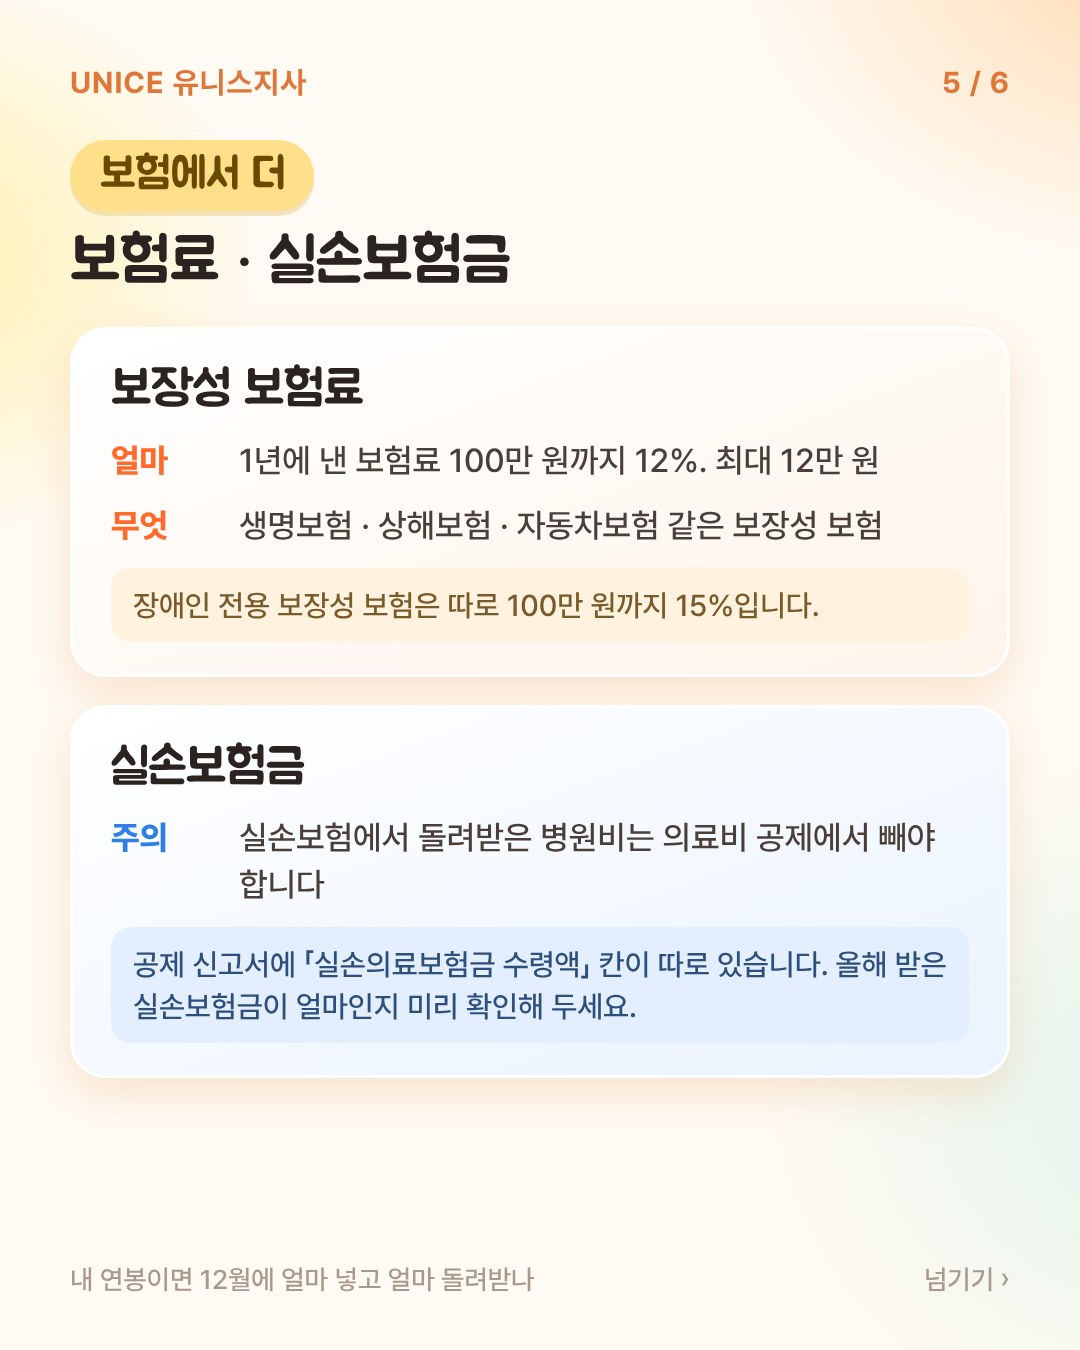 UNICE 유니스지사
5 / 6
보험에서 더
보험료 · 실손보험금
보장성 보험료
얼마 1년에 낸 보험료 100만 원까지 12%. 최대 12만 원
무엇 생명보험 · 상해보험 · 자동차보험 같은 보장성 보험
장애인 전용 보장성 보험은 따로 100만 원까지 15%입니다.
실손보험금
주의 실손보험에서 돌려받은 병원비는 의료비 공제에서 빼야
합니다
공제 신고서에 「실손의료보험금 수령액」 칸이 따로 있습니다. 올해 받은
실손보험금이 얼마인지 미리 확인해 두세요.
내 연봉이면 12월에 얼마 넣고 얼마 돌려받나
넘기기 ›